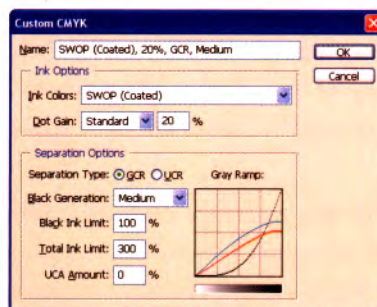 Custom CMYK
Name: SWOP (Coated), 20%, GCR, Medium
OK
Cancel
Ink Options
Ink Colors: SWOP (Coated)
Dot Gain: Standard 20 %
Separation Options
Separation Type: GCR UCR Gray Ramp:
Black Generation: Medium
Black Ink Limit: 100 %
Total Ink Limit: 300 %
UCA Amount: 0 %